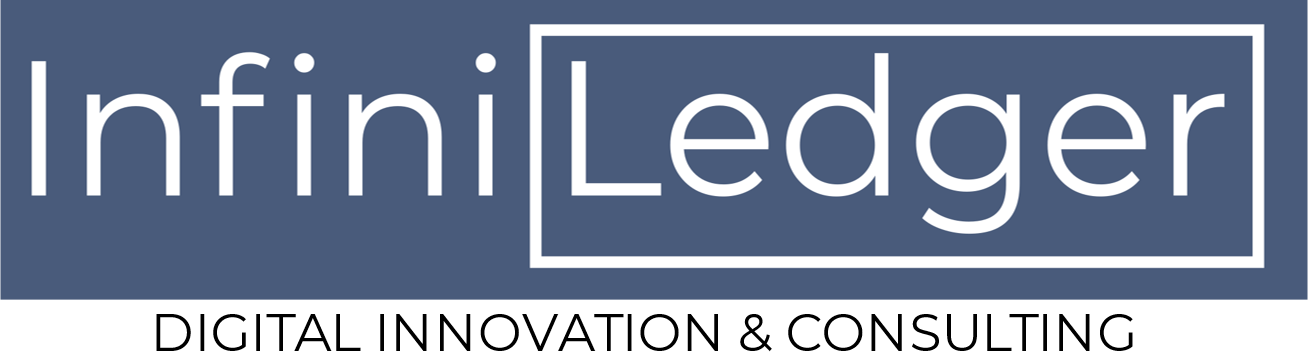 InfiniLedger
DIGITAL INNOVATION & CONSULTING